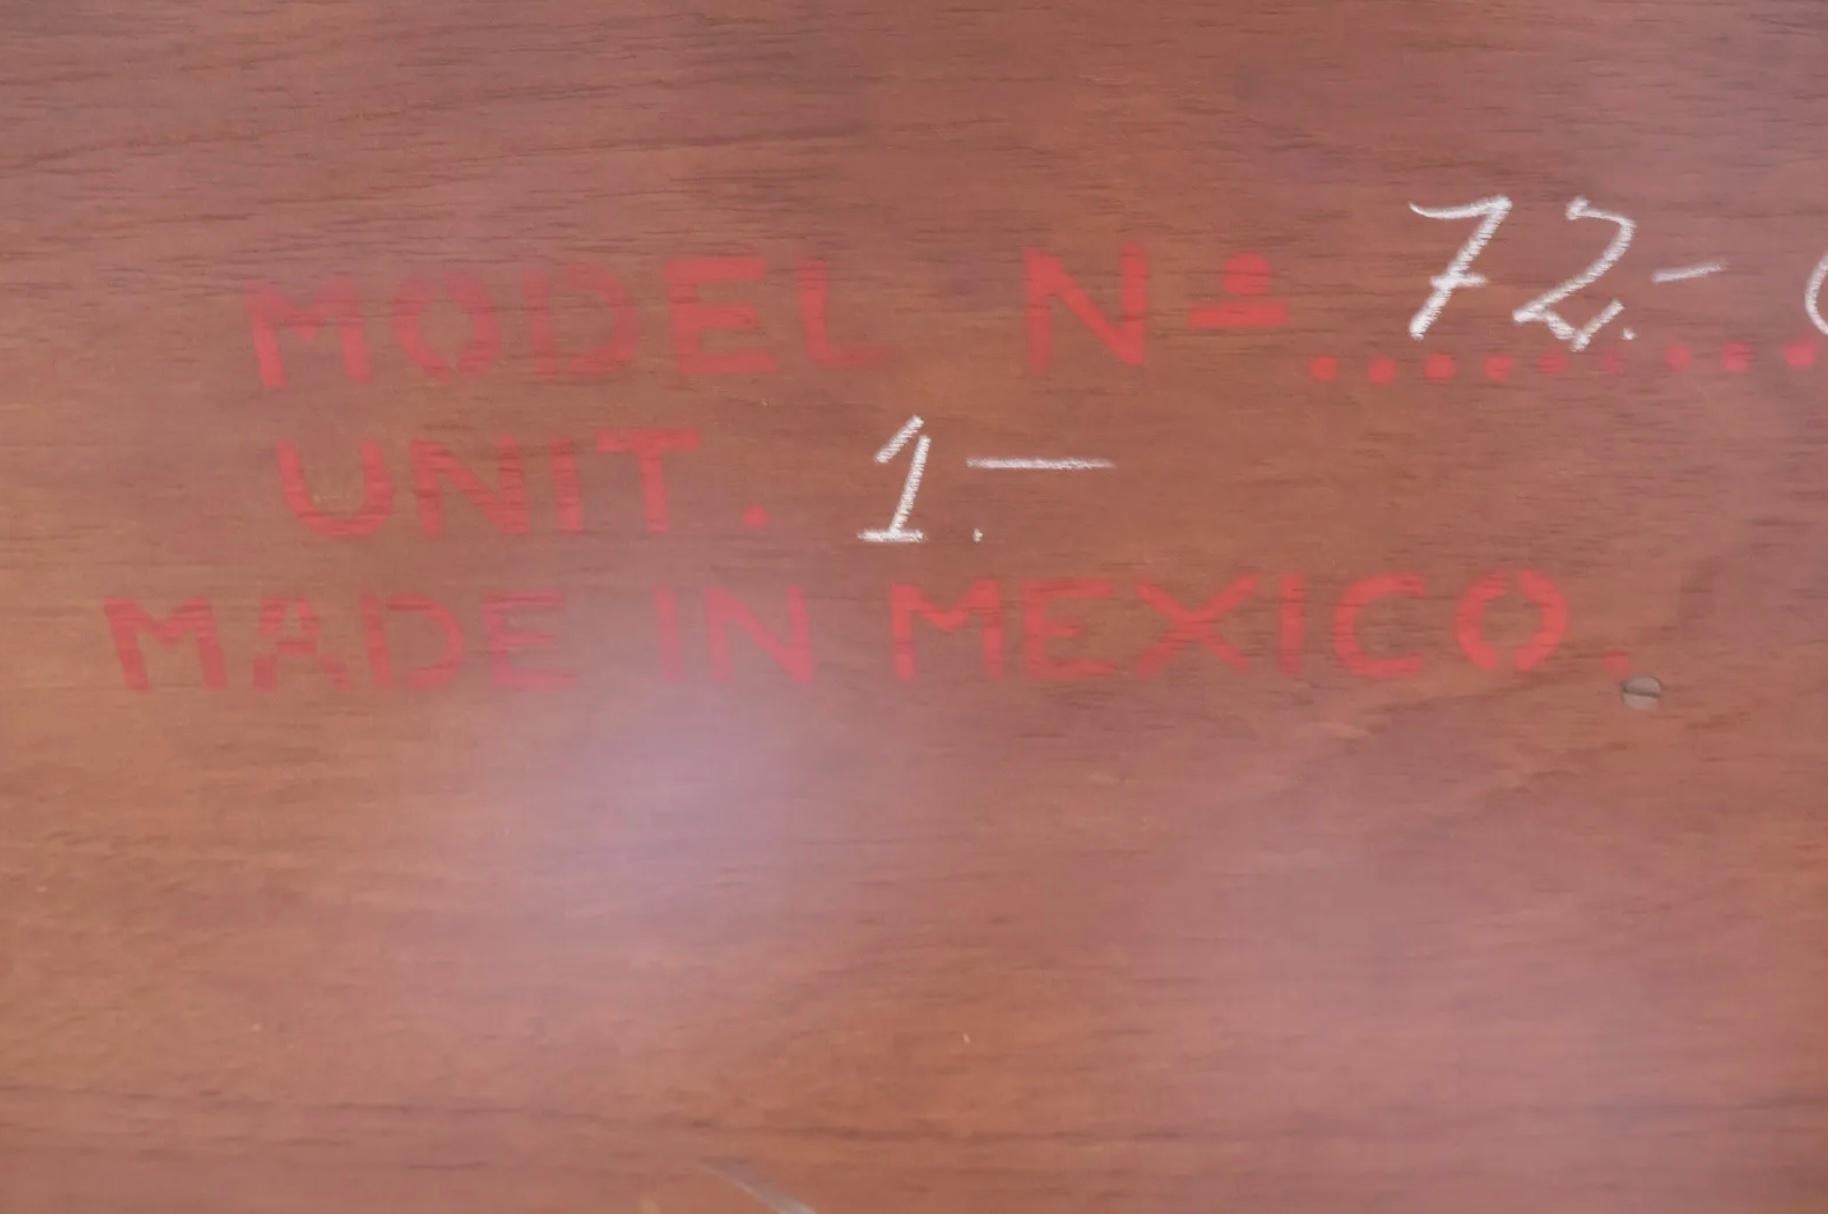 MODEL Nº 72.-
UNIT. 1.—
MADE IN MEXICO.